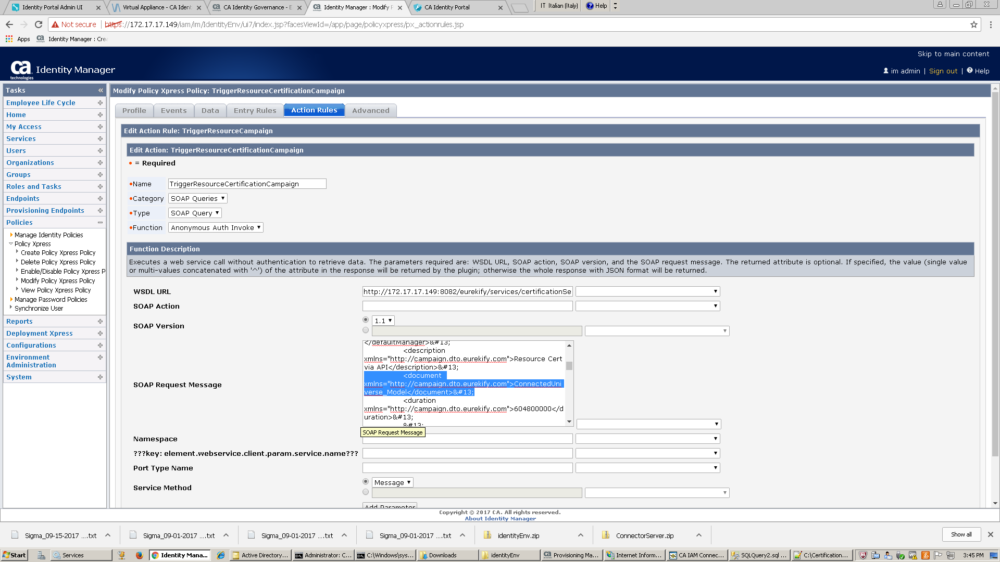 Identity Portal Admin UI
Virtual Appliance - CA Iden
CA Identity Governance - E
Identity Manager : Modify P
CA Identity Portal
IT Italian (Italy)
Help
Not secure
https://172.17.17.149/iam/im/IdentityEnv/ui7/index.jsp?facesViewId=/app/page/policyxpress/px_actionrules.jsp
Apps
Identity Manager : Crea
Skip to main content
ca technologies
Identity Manager
im admin | Sign out | Help
Tasks «
Employee Life Cycle
Home
My Access
Services
Users
Organizations
Groups
Roles and Tasks
Endpoints
Provisioning Endpoints
Policies
Manage Identity Policies
Policy Xpress
Create Policy Xpress Policy
Delete Policy Xpress Policy
Enable/Disable Policy Xpress P
Modify Policy Xpress Policy
View Policy Xpress Policy
Manage Password Policies
Synchronize User
Reports
Deployment Xpress
Configurations
Environment
Administration
System
Modify Policy Xpress Policy: TriggerResourceCertificationCampaign
Profile Events Data Entry Rules Action Rules Advanced
Edit Action Rule: TriggerResourceCampaign
Edit Action: TriggerResourceCertificationCampaign
• = Required
•Name TriggerResourceCertificationCampaign
•Category SOAP Queries
•Type SOAP Query
•Function Anonymous Auth Invoke
Function Description
Executes a web service call without authentication to retrieve data. The parameters required are: WSDL URL, SOAP action, SOAP version, and the SOAP request message. The returned attribute is optional. If specified, the value (single value
or multi-values concatenated with '^') of the attribute in the response will be returned by the plugin; otherwise the whole response with JSON format will be returned.
WSDL URL http://172.17.17.149:8082/eurekify/services/certificationSe
SOAP Action
SOAP Version 1.1
SOAP Request Message
</defaultManager>&#13;
<description
xmlns="http://campaign.dto.eurekify.com">Resource Cert
via API</description>&#13;
<document
xmlns="http://campaign.dto.eurekify.com">ConnectedUni
verse_Model</document>&#13;
<duration
xmlns="http://campaign.dto.eurekify.com">604800000</d
uration>&#13;
&#13;
SOAP Request Message
Namespace
???key: element.webservice.client.param.service.name???
Port Type Name
Service Method Message
Add Parameter
Copyright © 2017 CA. All rights reserved.
About Identity Manager
Sigma_09-15-2017 ....txt
Sigma_09-01-2017 ....txt
Sigma_09-01-2017 ....txt
Sigma_09-01-2017 ....txt
identityEnv.zip
ConnectorServer.zip
Show all
Start
Services
Identity Mana...
Active Directory...
Administrator: C...
C:\Windows\sys...
Downloads
identityEnv
Provisioning Ma...
Internet Inform...
CA IAM Connec...
SQLQuery2.sql ...
C:\Certification...
3:45 PM